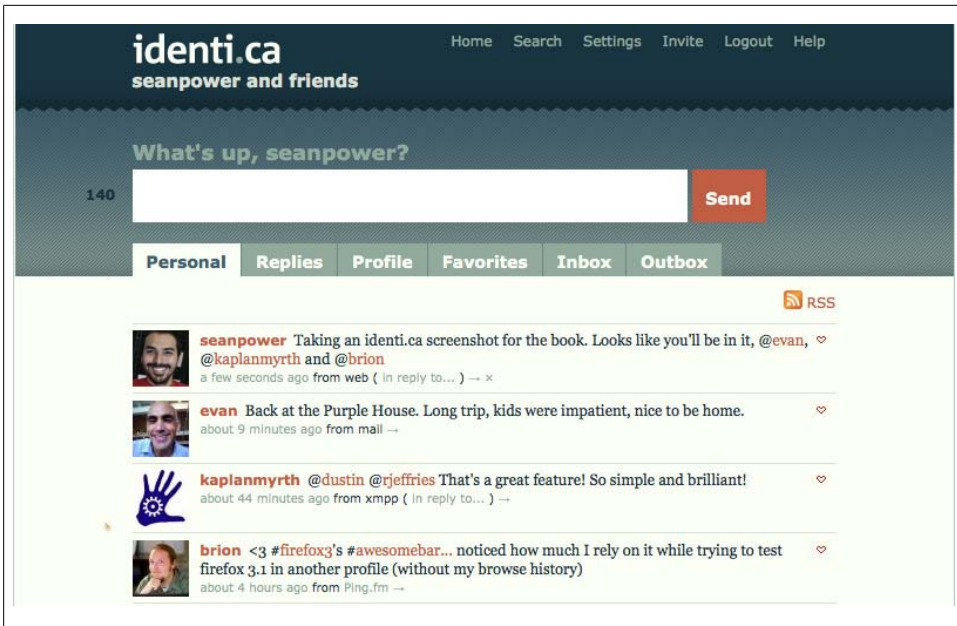 identi.ca
Home Search Settings Invite Logout Help
seanpower and friends
What's up, seanpower?
140
Send
Personal Replies Profile Favorites Inbox Outbox
RSS
seanpower Taking an identi.ca screenshot for the book. Looks like you'll be in it, @evan,
@kaplanmyrth and @brion
a few seconds ago from web ( in reply to... ) → ×
evan Back at the Purple House. Long trip, kids were impatient, nice to be home.
about 9 minutes ago from mail →
kaplanmyrth @dustin @rjeffries That's a great feature! So simple and brilliant!
about 44 minutes ago from xmpp ( in reply to... ) →
brion <3 #firefox3's #awesomebar... noticed how much I rely on it while trying to test
firefox 3.1 in another profile (without my browse history)
about 4 hours ago from Ping.fm →